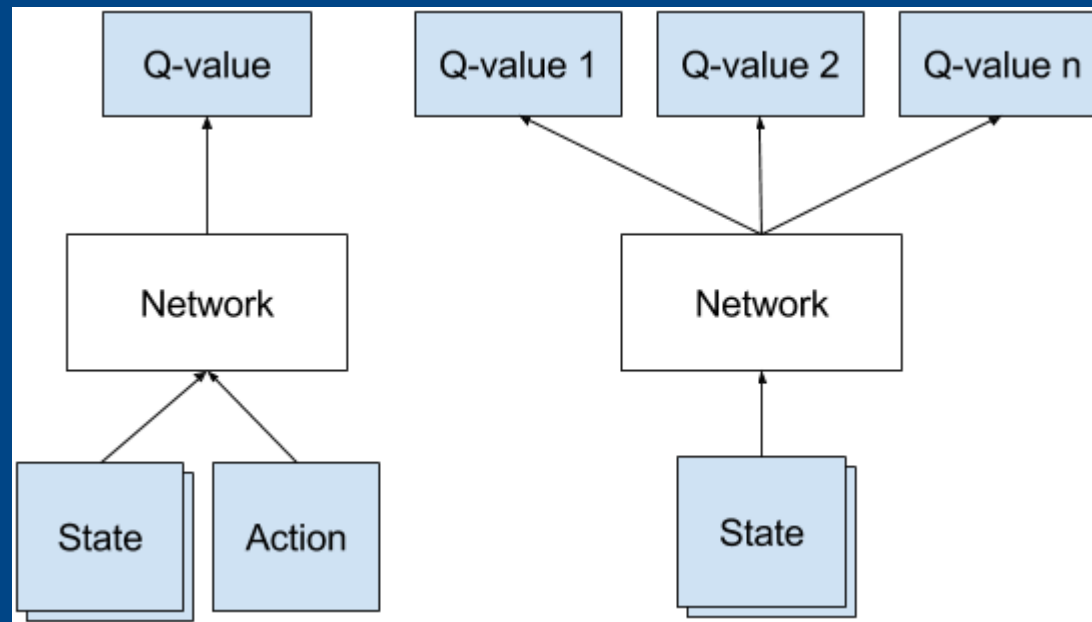 Q-value
Q-value 1
Q-value 2
Q-value n
Network
Network
State
Action
State